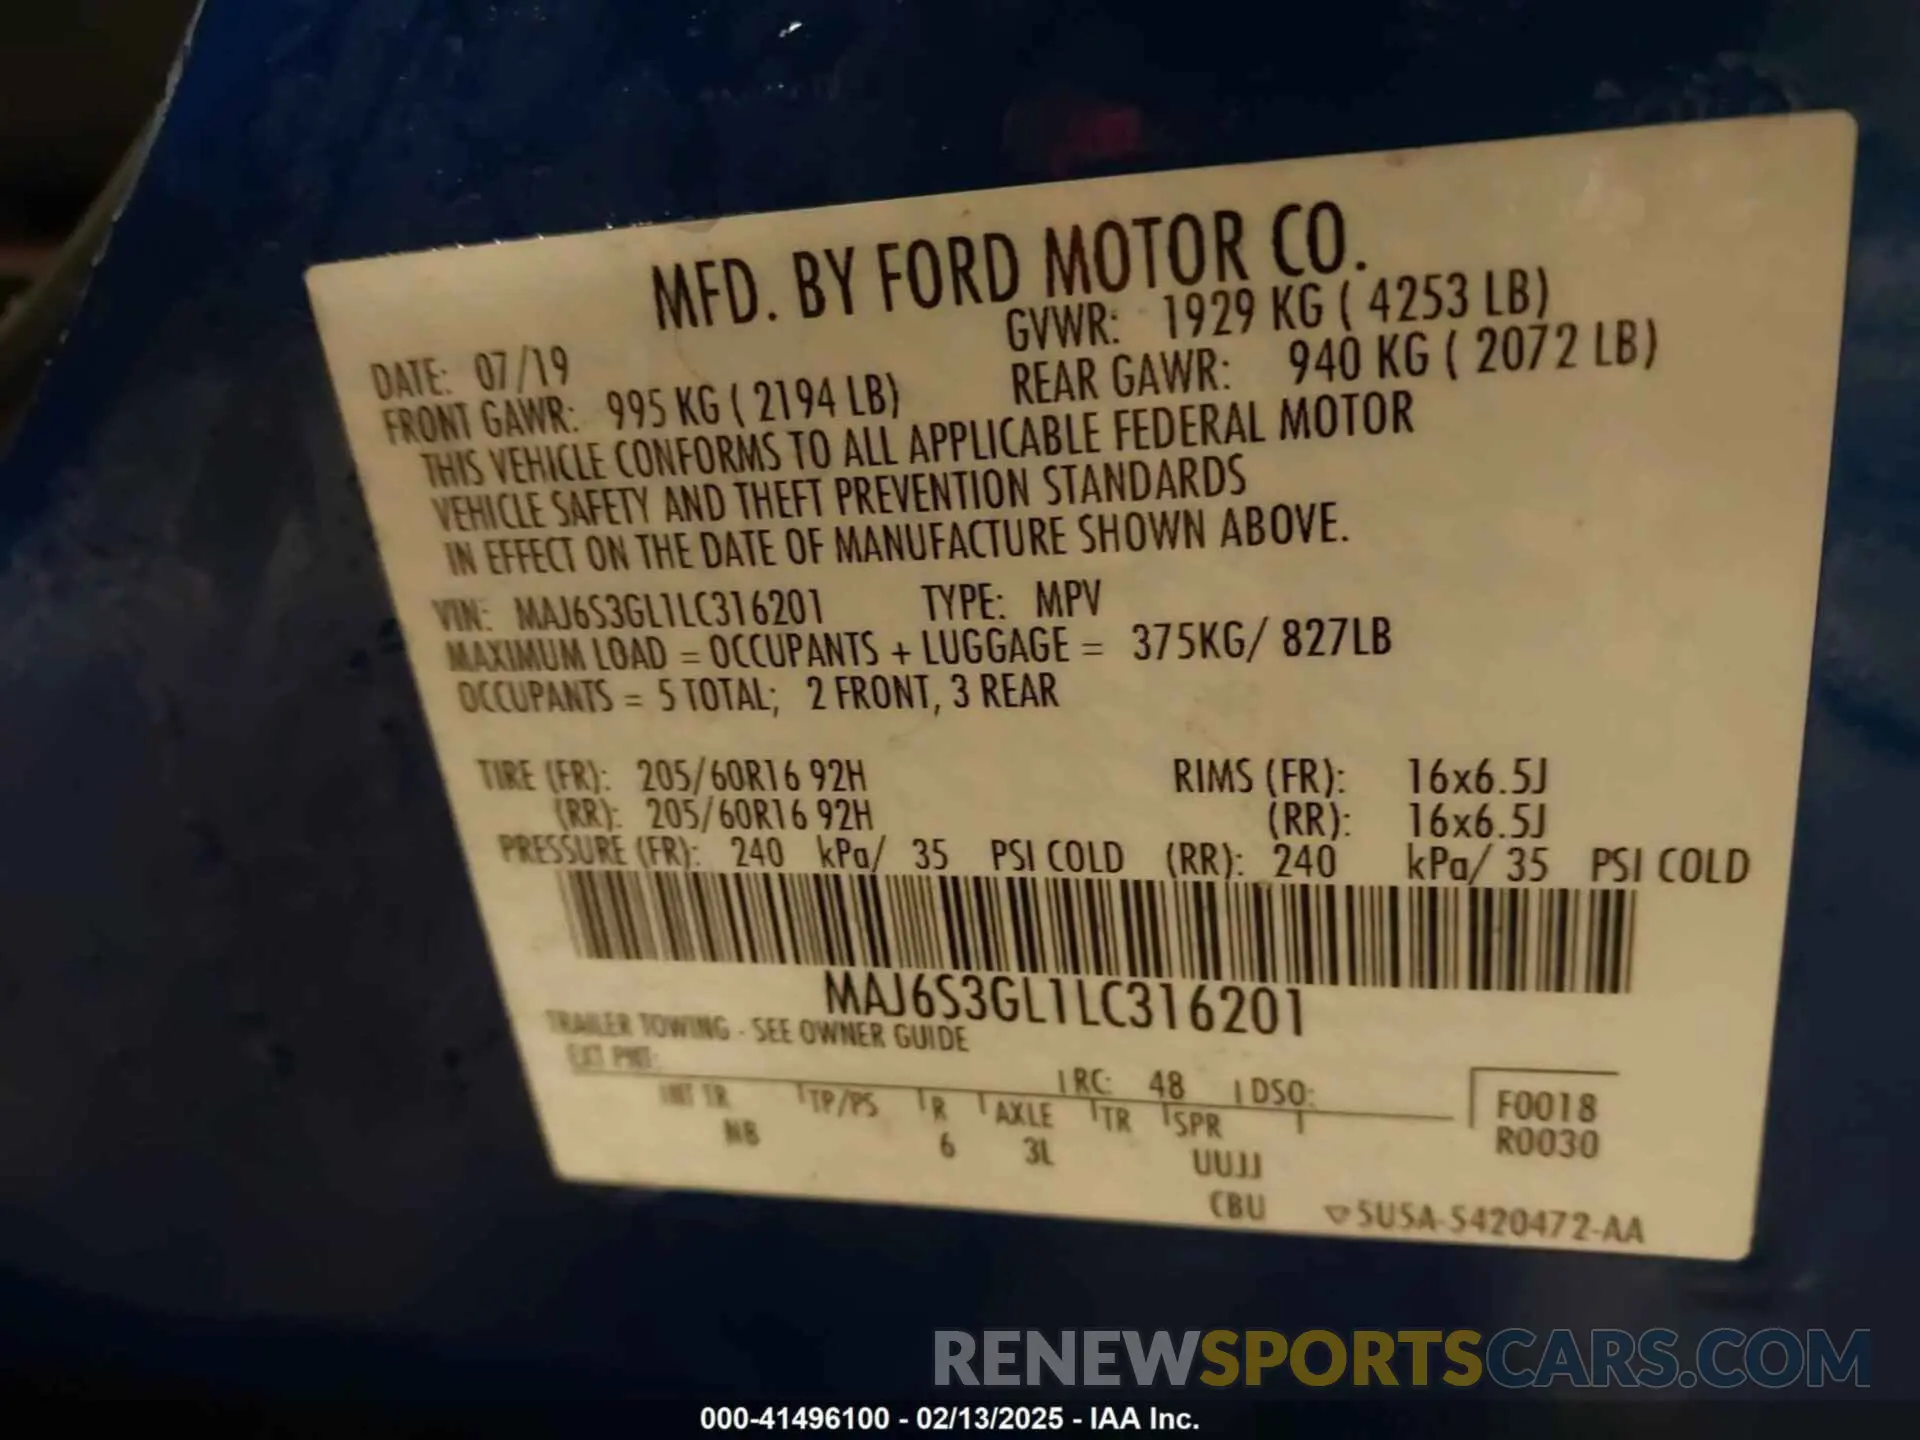 MFD. BY FORD MOTOR CO.
DATE: 07/19 GVWR: 1929 KG ( 4253 LB)
FRONT GAWR: 995 KG ( 2194 LB) REAR GAWR: 940 KG ( 2072 LB)
THIS VEHICLE CONFORMS TO ALL APPLICABLE FEDERAL MOTOR
VEHICLE SAFETY AND THEFT PREVENTION STANDARDS
IN EFFECT ON THE DATE OF MANUFACTURE SHOWN ABOVE.
VIN: MAJ6S3GL1LC316201 TYPE: MPV
MAXIMUM LOAD = OCCUPANTS + LUGGAGE = 375KG/ 827LB
OCCUPANTS = 5 TOTAL; 2 FRONT, 3 REAR
TIRE (FR): 205/60R16 92H RIMS (FR): 16x6.5J
(RR): 205/60R16 92H (RR): 16x6.5J
PRESSURE (FR): 240 kPa/ 35 PSI COLD (RR): 240 kPa/ 35 PSI COLD
MAJ6S3GL1LC316201
TRAILER TOWING - SEE OWNER GUIDE
EXT PNT: RC: 48 DSO:
INT TR TP/PS R AXLE TR SPR F0018
NB 6 3L UUJJ R0030
CBU 5U5A-5420472-AA
RENEWSPORTSCARS.COM
000-41496100 - 02/13/2025 - IAA Inc.